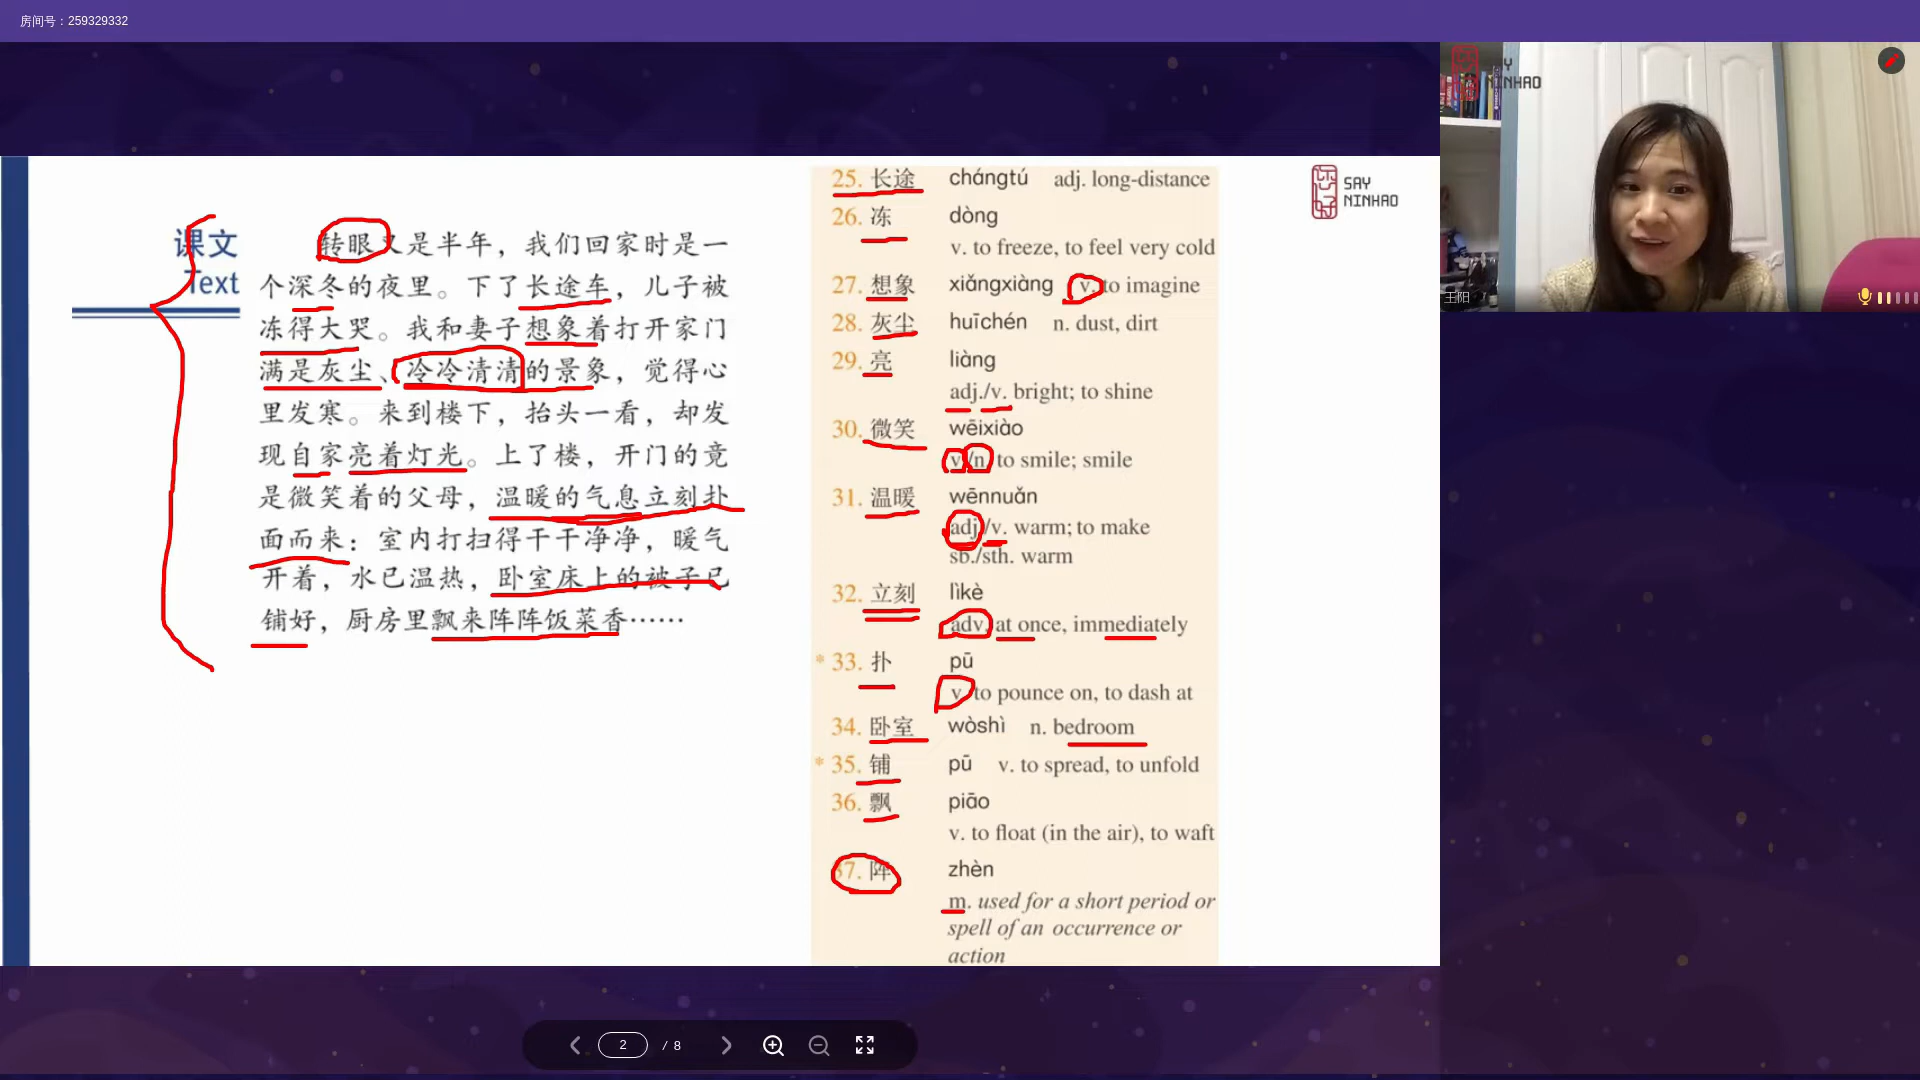 房间号：259329332
SAY
NINHAO
王阳
课文
Text
转眼又是半年，我们回家时是一
个深冬的夜里。下了长途车，儿子被
冻得大哭。我和妻子想象着打开家门
满是灰尘、冷冷清清的景象，觉得心
里发寒。来到楼下，抬头一看，却发
现自家亮着灯光。上了楼，开门的竟
是微笑着的父母，温暖的气息立刻扑
面而来：室内打扫得干干净净，暖气
开着，水已温热，卧室床上的被子已
铺好，厨房里飘来阵阵饭菜香……
25. 长途 chángtú adj. long-distance
26. 冻 dòng
v. to freeze, to feel very cold
27. 想象 xiǎngxiàng v. to imagine
28. 灰尘 huīchén n. dust, dirt
29. 亮 liàng
adj./v. bright; to shine
30. 微笑 wēixiào
v./n. to smile; smile
31. 温暖 wēnnuǎn
adj./v. warm; to make
sb./sth. warm
32. 立刻 lìkè
adv. at once, immediately
* 33. 扑 pū
v. to pounce on, to dash at
34. 卧室 wòshì n. bedroom
* 35. 铺 pū v. to spread, to unfold
36. 飘 piāo
v. to float (in the air), to waft
37. 阵 zhèn
m. used for a short period or
spell of an occurrence or
action
SAY
NINHAO
2 / 8